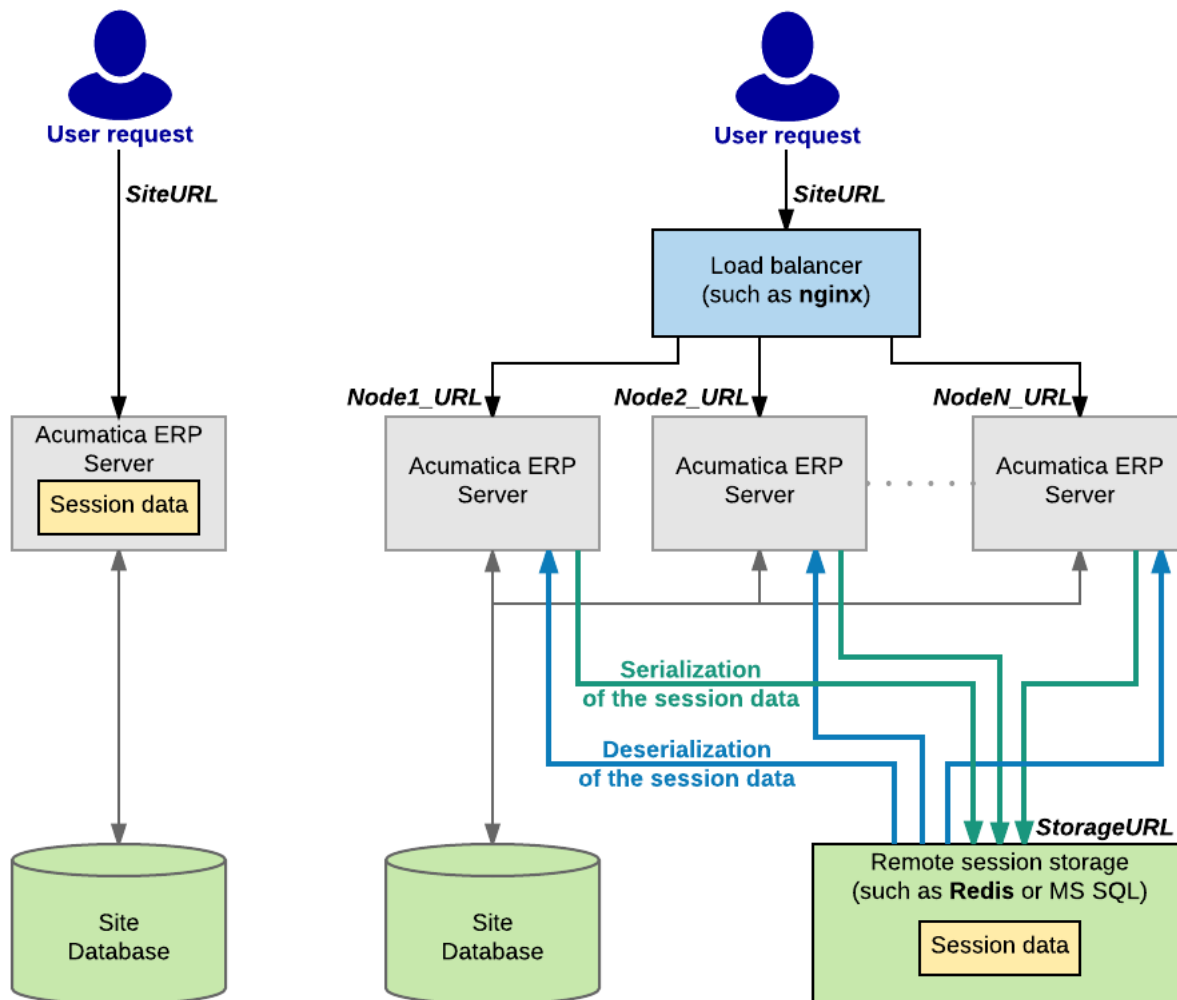 User request
SiteURL
Acumatica ERP
Server
Session data
Site
Database
User request
SiteURL
Load balancer
(such as nginx)
Node1_URL
Node2_URL
NodeN_URL
Acumatica ERP
Server
Acumatica ERP
Server
Acumatica ERP
Server
Serialization
of the session data
Deserialization
of the session data
StorageURL
Site
Database
Remote session storage
(such as Redis or MS SQL)
Session data